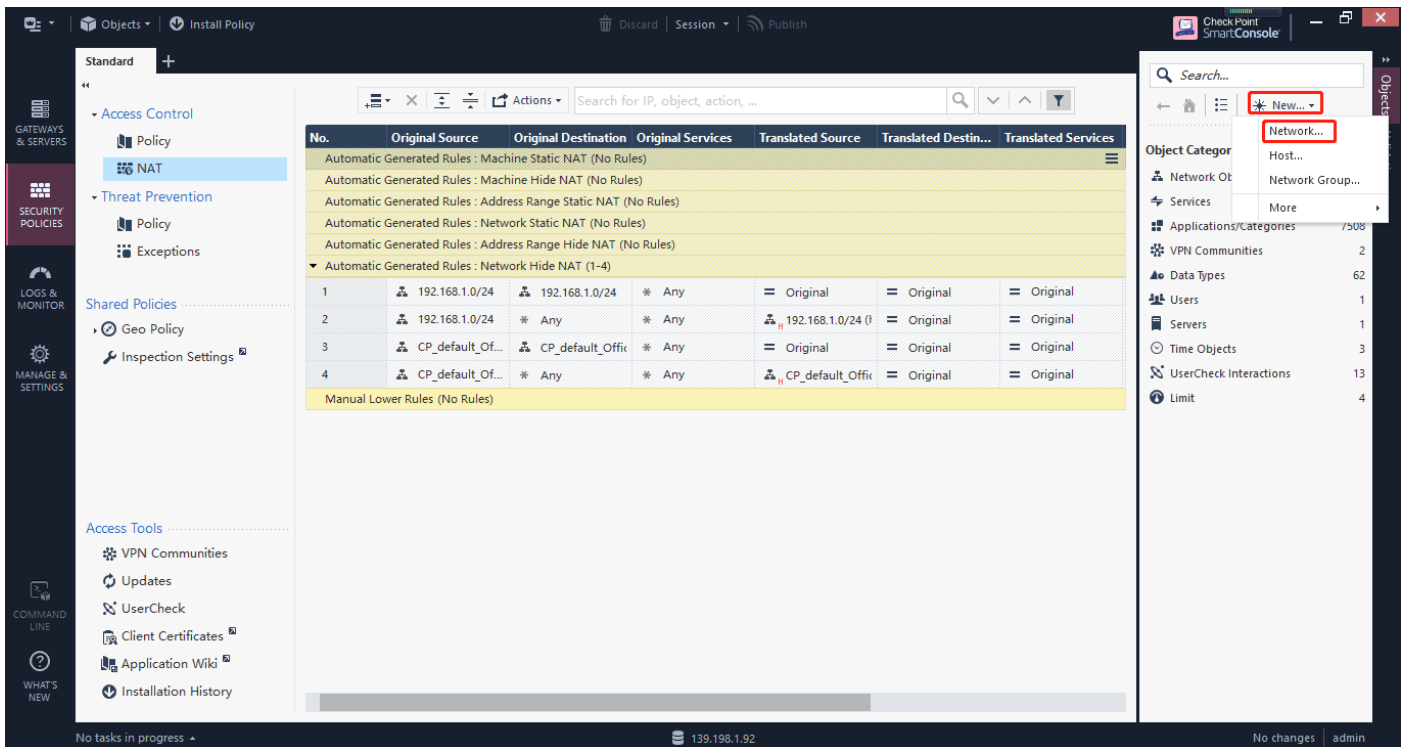 Objects
Install Policy
Discard
Session
Publish
Check Point
SmartConsole
Standard
GATEWAYS
& SERVERS
SECURITY
POLICIES
LOGS &
MONITOR
MANAGE &
SETTINGS
COMMAND
LINE
WHAT'S
NEW
Access Control
Policy
NAT
Threat Prevention
Policy
Exceptions
Shared Policies
Geo Policy
Inspection Settings
Access Tools
VPN Communities
Updates
UserCheck
Client Certificates
Application Wiki
Installation History
Actions
Search for IP, object, action, ...
No. Original Source Original Destination Original Services Translated Source Translated Destin... Translated Services
Automatic Generated Rules : Machine Static NAT (No Rules)
Automatic Generated Rules : Machine Hide NAT (No Rules)
Automatic Generated Rules : Address Range Static NAT (No Rules)
Automatic Generated Rules : Network Static NAT (No Rules)
Automatic Generated Rules : Address Range Hide NAT (No Rules)
Automatic Generated Rules : Network Hide NAT (1-4)
1 192.168.1.0/24 192.168.1.0/24 Any Original Original Original
2 192.168.1.0/24 Any Any 192.168.1.0/24 ( Original Original
3 CP_default_Of... CP_default_Offic Any Original Original Original
4 CP_default_Of... Any Any CP_default_Offic Original Original
Manual Lower Rules (No Rules)
Search...
New...
Network...
Host...
Network Group...
More
Object Categor
Network Ob
Services
Applications/Categories 7508
VPN Communities 2
Data Types 62
Users 1
Servers 1
Time Objects 3
UserCheck Interactions 13
Limit 4
Objects
No tasks in progress
139.198.1.92
No changes
admin